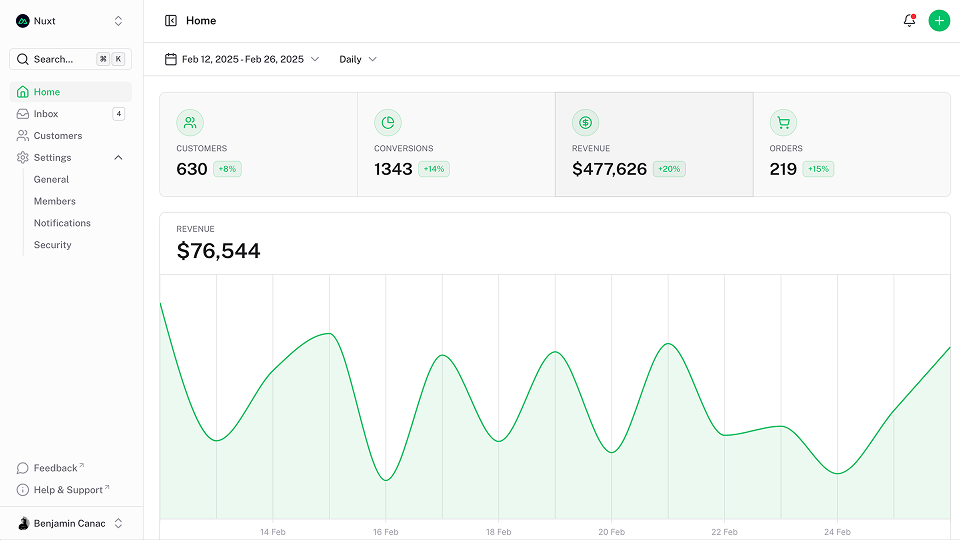 Nuxt
Search...
⌘ K
Home
Inbox
4
Customers
Settings
General
Members
Notifications
Security
Feedback
Help & Support
Benjamin Canac
Home
Feb 12, 2025 - Feb 26, 2025
Daily
CUSTOMERS
630 +8%
CONVERSIONS
1343 +14%
REVENUE
$477,626 +20%
ORDERS
219 +15%
REVENUE
$76,544
14 Feb 16 Feb 18 Feb 20 Feb 22 Feb 24 Feb